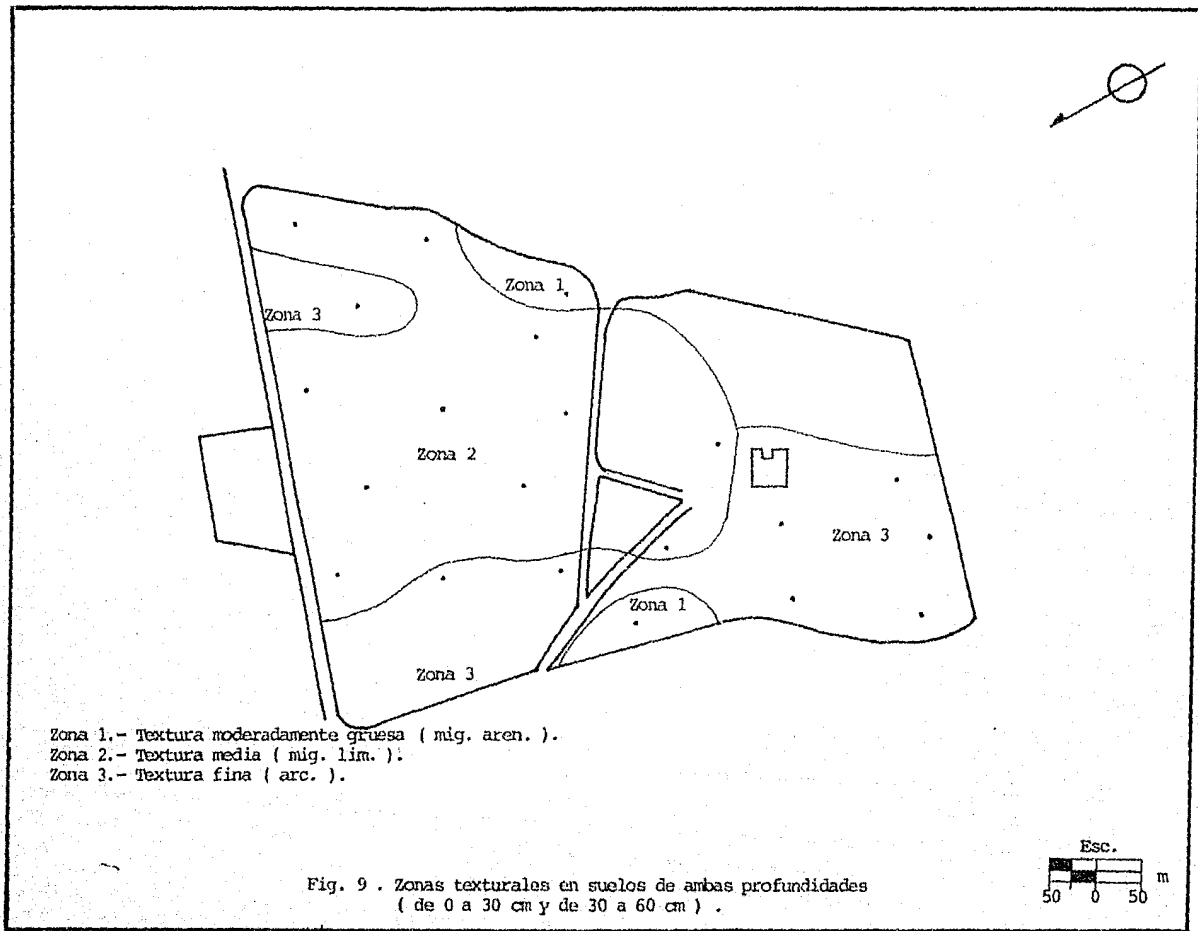 Zona 1
Zona 3
Zona 2
Zona 3
Zona 1
Zona 3
Zona 1.- Textura moderadamente gruesa ( mig. aren. ).
Zona 2.- Textura media ( mig. lim. ).
Zona 3.- Textura fina ( arc. ).
Esc.
50 0 50 m
Fig. 9 . Zonas texturales en suelos de ambas profundidades
( de 0 a 30 cm y de 30 a 60 cm ) .